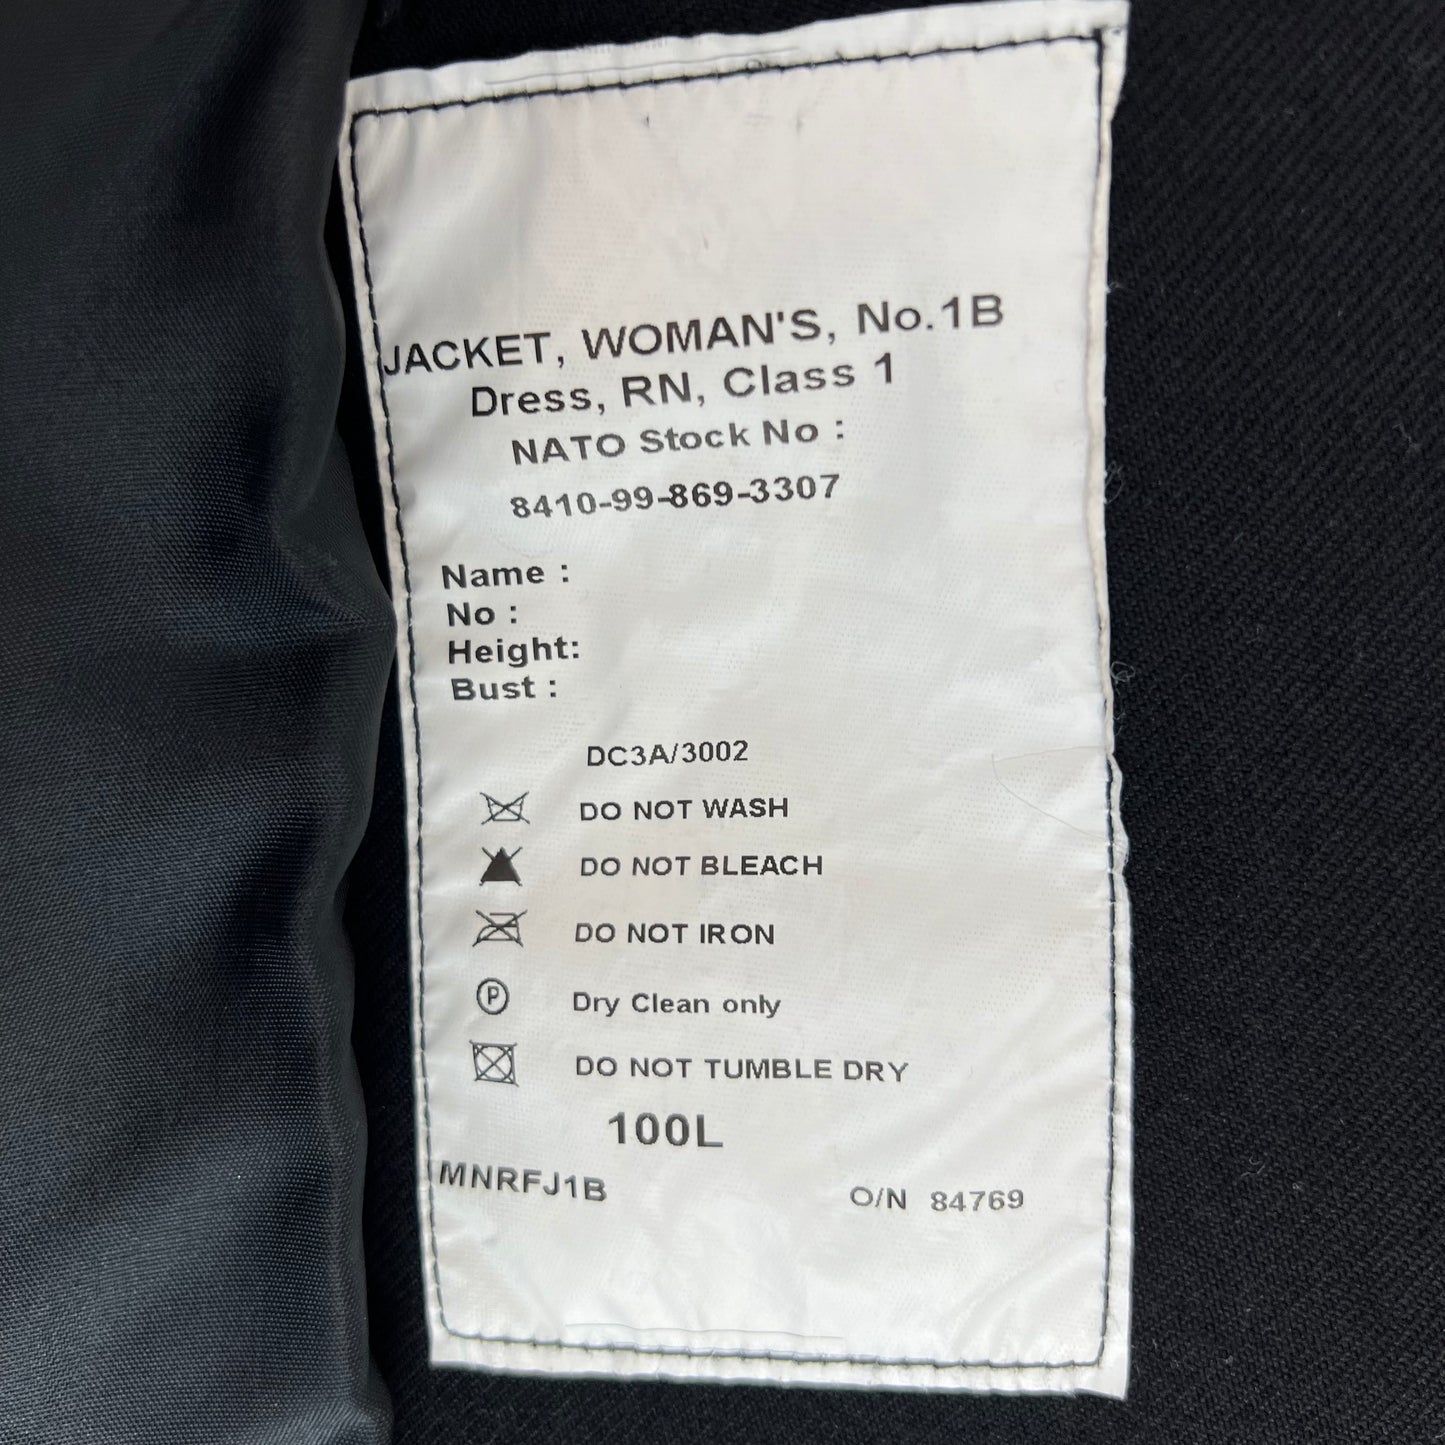 JACKET, WOMAN'S, No.1B
Dress, RN, Class 1
NATO Stock No :
8410-99-869-3307
Name :
No :
Height:
Bust :
DC3A/3002
DO NOT WASH
DO NOT BLEACH
DO NOT IRON
P Dry Clean only
DO NOT TUMBLE DRY
100L
MNRFJ1B O/N 84769